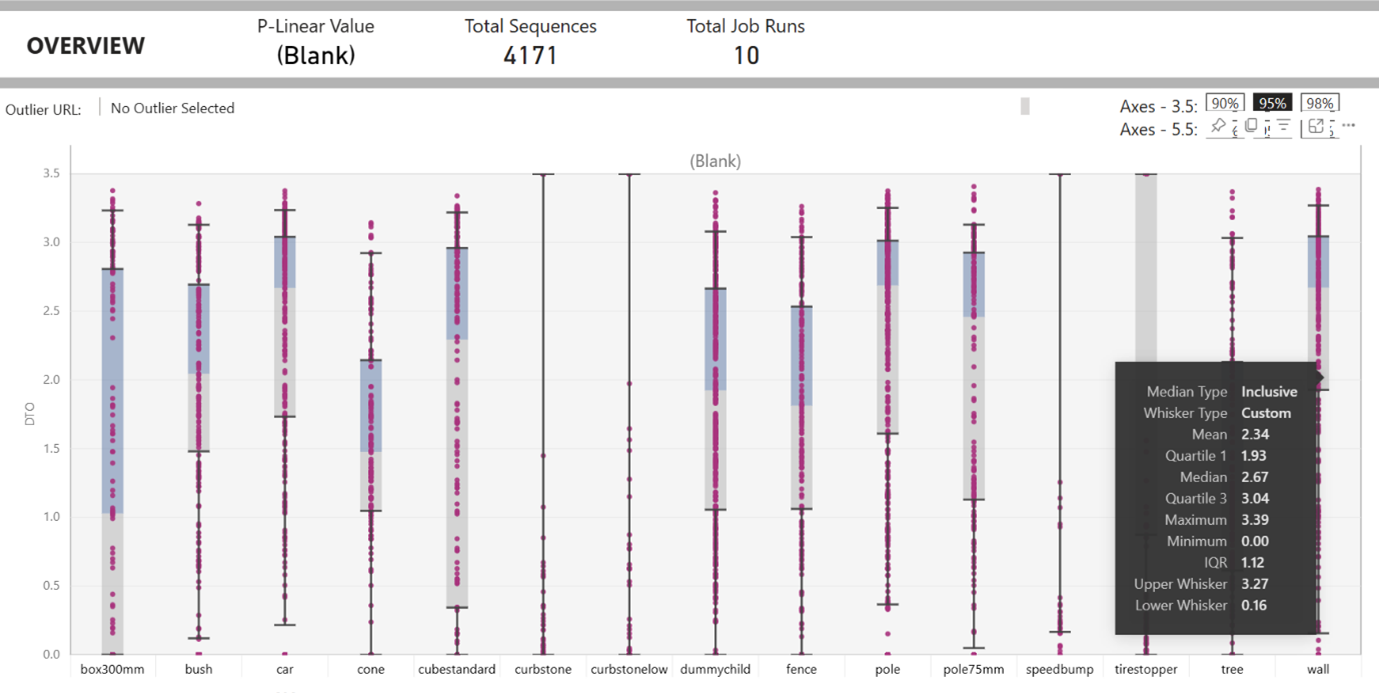 OVERVIEW
P-Linear Value
(Blank)
Total Sequences
4171
Total Job Runs
10
Outlier URL:
No Outlier Selected
Axes - 3.5:
90%
95%
98%
Axes - 5.5:
(Blank)
DTO
3.5
3.0
2.5
2.0
1.5
1.0
0.5
0.0
box300mm
bush
car
cone
cubestandard
curbstone
curbstonelow
dummychild
fence
pole
pole75mm
speedbump
tirestopper
tree
wall
Median Type Inclusive
Whisker Type Custom
Mean 2.34
Quartile 1 1.93
Median 2.67
Quartile 3 3.04
Maximum 3.39
Minimum 0.00
IQR 1.12
Upper Whisker 3.27
Lower Whisker 0.16